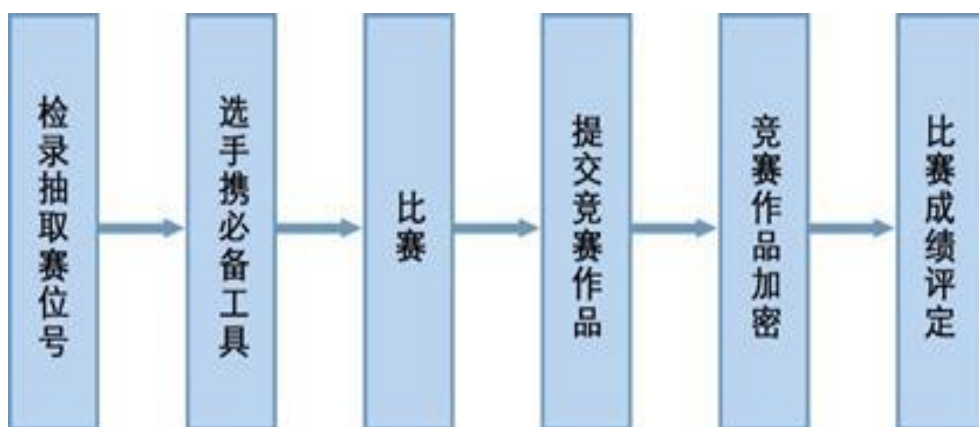 检录抽取赛位号
选手携必备工具
比赛
提交竞赛作品
竞赛作品加密
比赛成绩评定